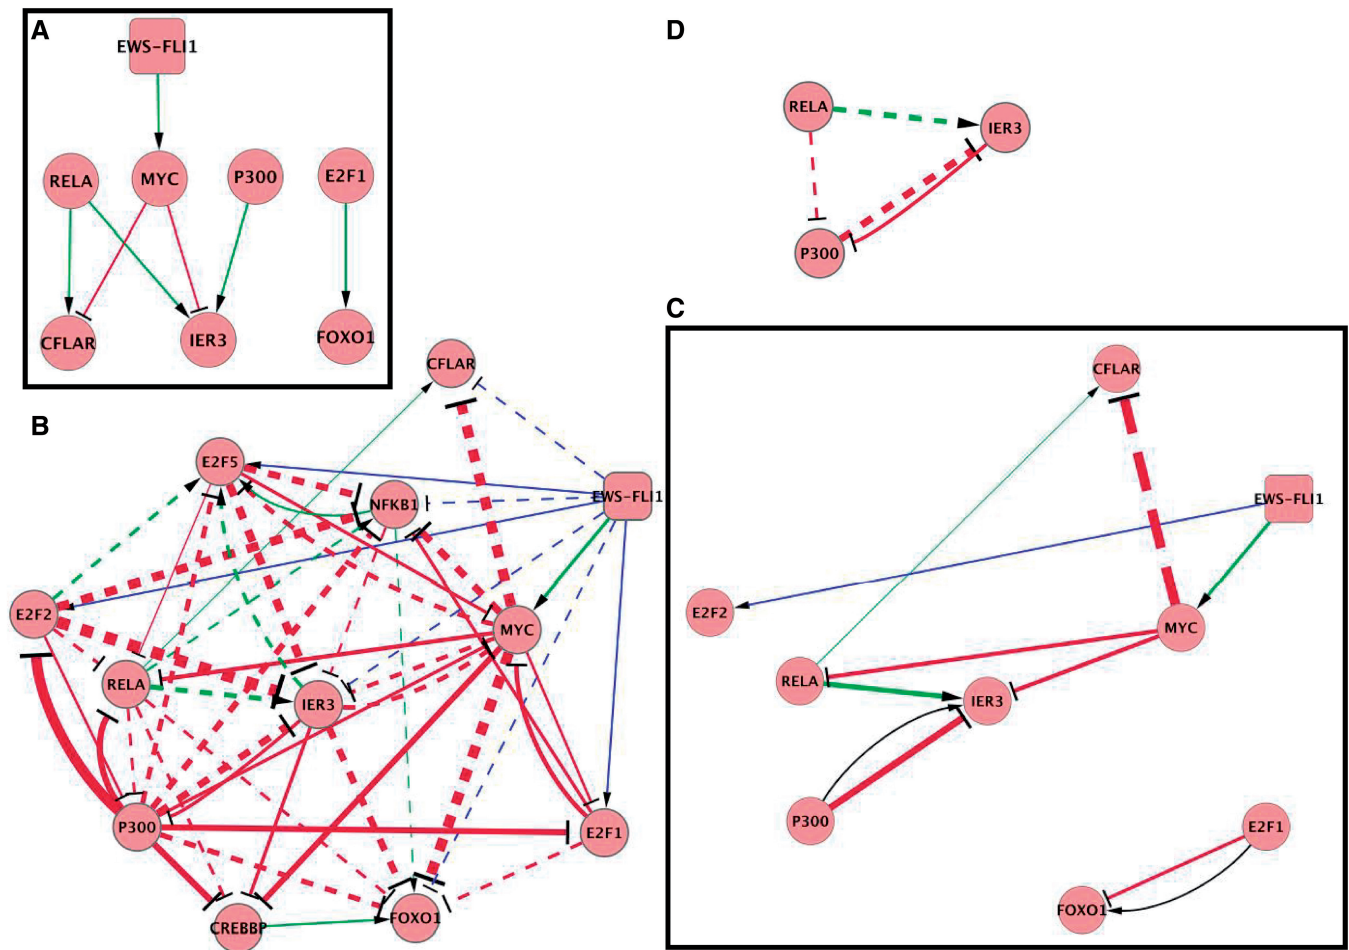 A
EWS-FLI1
RELA
MYC
P300
E2F1
CFLAR
IER3
FOXO1
B
CFLAR
E2F5
NFKB1
EWS-FLI1
E2F2
MYC
RELA
IER3
P300
E2F1
CREBBP
FOXO1
D
RELA
IER3
P300
C
CFLAR
EWS-FLI1
E2F2
MYC
RELA
IER3
P300
E2F1
FOXO1